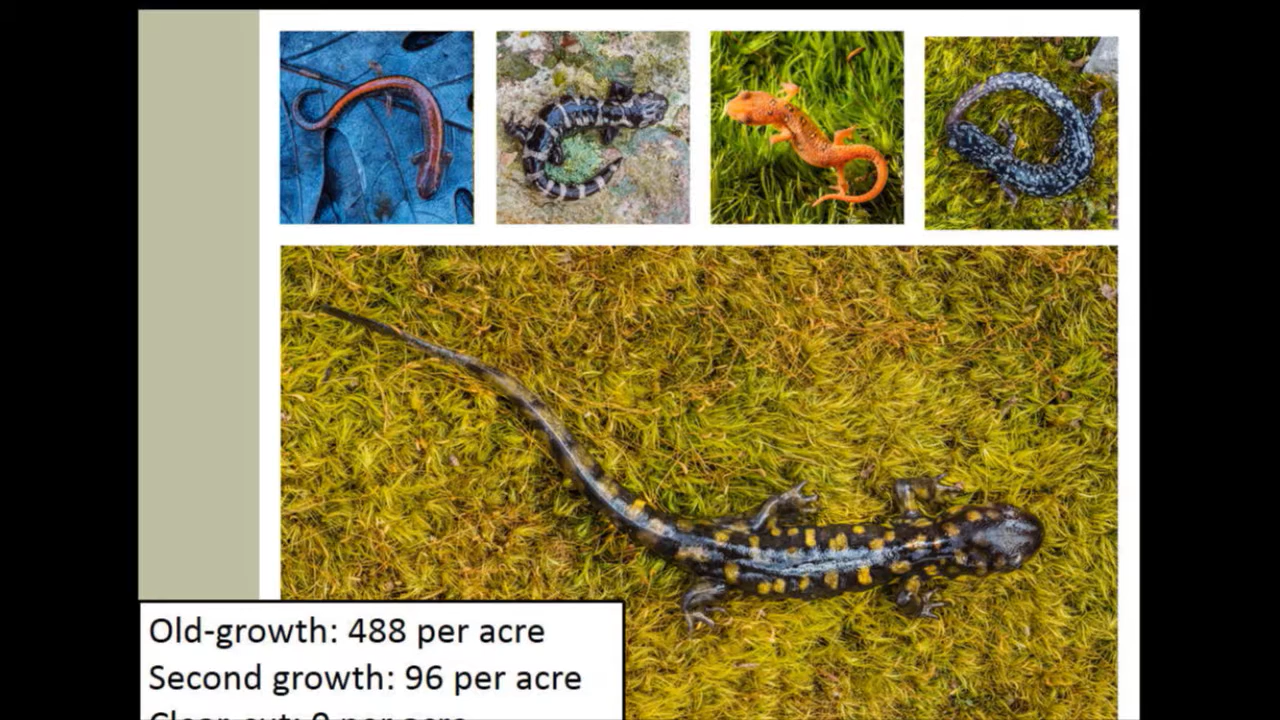 Old-growth: 488 per acre
Second growth: 96 per acre
Clear-cut: 0 per acre